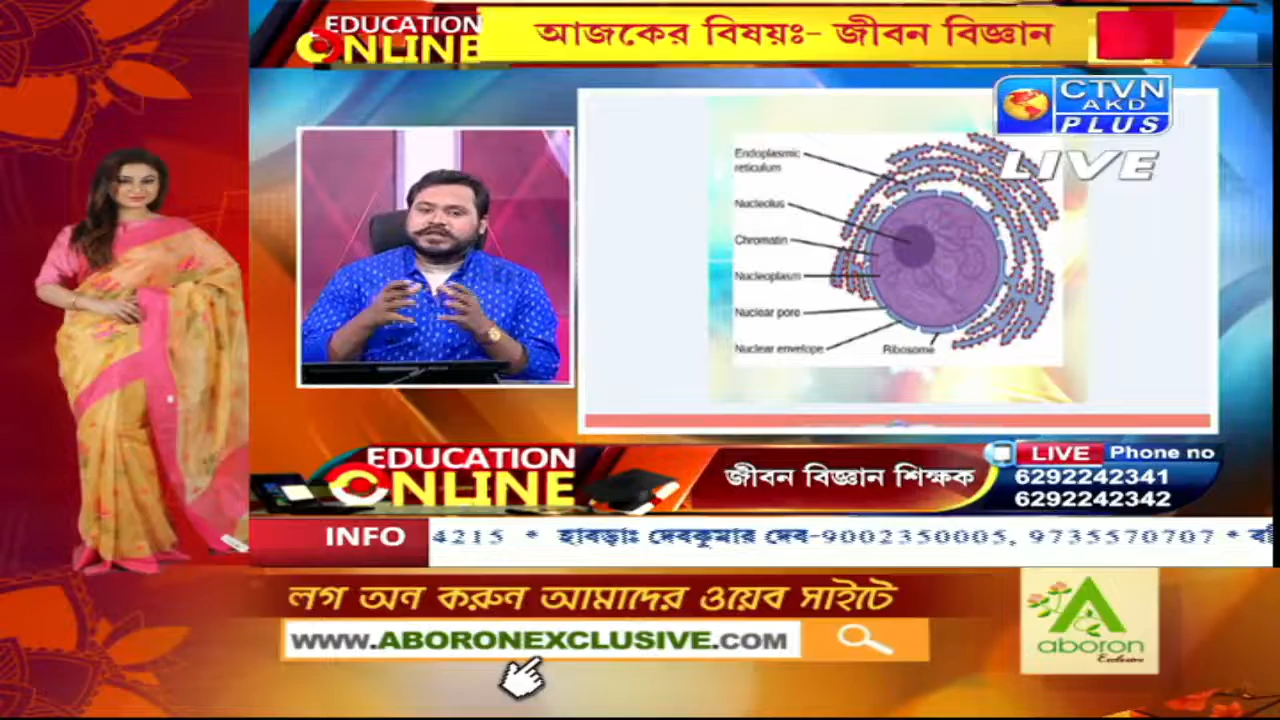 EDUCATION
ONLINE
আজকের বিষয়ঃ- জীবন বিজ্ঞান
CTVN
AKD
PLUS
LIVE
Endoplasmic
reticulum
Nucleolus
Chromatin
Nucleoplasm
Nuclear pore
Nuclear envelope
Ribosome
EDUCATION
ONLINE
জীবন বিজ্ঞান শিক্ষক
LIVE Phone no
6292242341
6292242342
INFO
4215 * হাবড়াঃ দেবকুমার দেব-9002350005, 9735570707 *
লগ অন করুন আমাদের ওয়েব সাইটে
WWW.ABORONEXCLUSIVE.COM
aboron
Exclusive